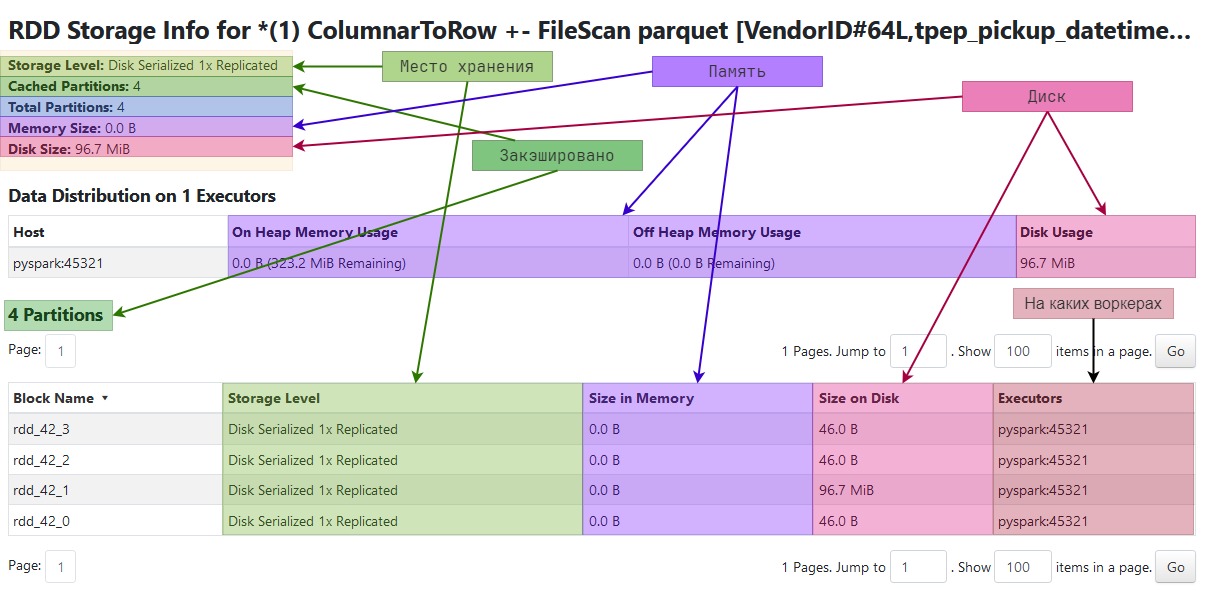 RDD Storage Info for *(1) ColumnarToRow +- FileScan parquet [VendorID#64L,tpep_pickup_datetime...
Storage Level: Disk Serialized 1x Replicated
Место хранения
Память
Cached Partitions: 4
Диск
Total Partitions: 4
Memory Size: 0.0 B
Disk Size: 96.7 MiB
Закэшировано
Data Distribution on 1 Executors
Host On Heap Memory Usage Off Heap Memory Usage Disk Usage
pyspark:45321 0.0 B (323.2 MiB Remaining) 0.0 B (0.0 B Remaining) 96.7 MiB
На каких воркерах
4 Partitions
Page: 1 1 Pages. Jump to 1 . Show 100 items in a page. Go
Block Name ▾ Storage Level Size in Memory Size on Disk Executors
rdd_42_3 Disk Serialized 1x Replicated 0.0 B 46.0 B pyspark:45321
rdd_42_2 Disk Serialized 1x Replicated 0.0 B 46.0 B pyspark:45321
rdd_42_1 Disk Serialized 1x Replicated 0.0 B 96.7 MiB pyspark:45321
rdd_42_0 Disk Serialized 1x Replicated 0.0 B 46.0 B pyspark:45321
Page: 1 1 Pages. Jump to 1 . Show 100 items in a page. Go